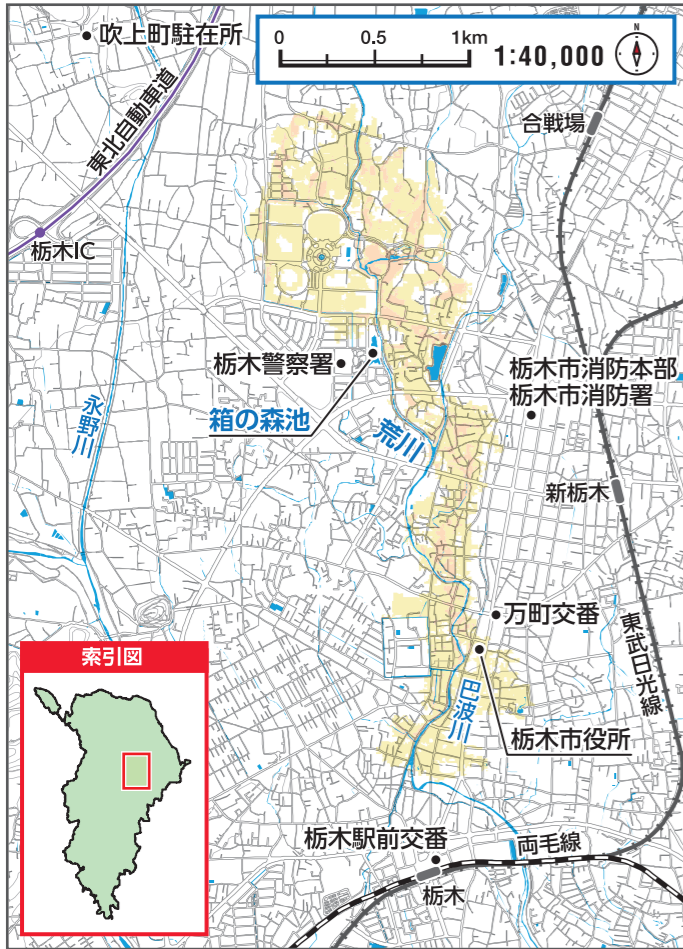 吹上町駐在所
0 0.5 1km
1:40,000
N
東北自動車道
合戦場
栃木IC
栃木警察署
栃木市消防本部
栃木市消防署
箱の森池
荒川
永野川
新栃木
万町交番
東武日光線
索引図
巴波川
栃木市役所
栃木駅前交番
両毛線
栃木